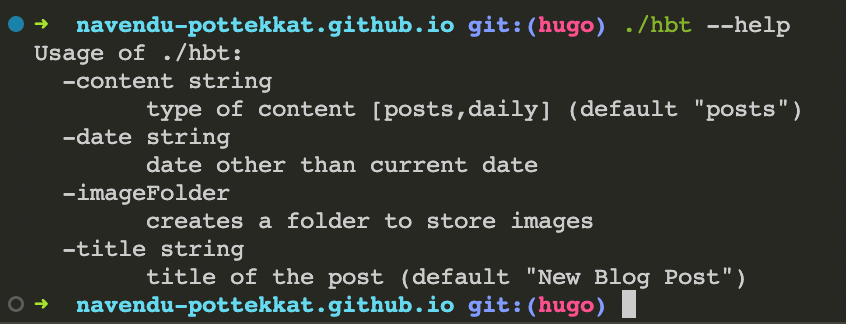 ➜ navendu-pottekkat.github.io git:(hugo) ./hbt --help
Usage of ./hbt:
  -content string
        type of content [posts,daily] (default "posts")
  -date string
        date other than current date
  -imageFolder
        creates a folder to store images
  -title string
        title of the post (default "New Blog Post")
➜ navendu-pottekkat.github.io git:(hugo)